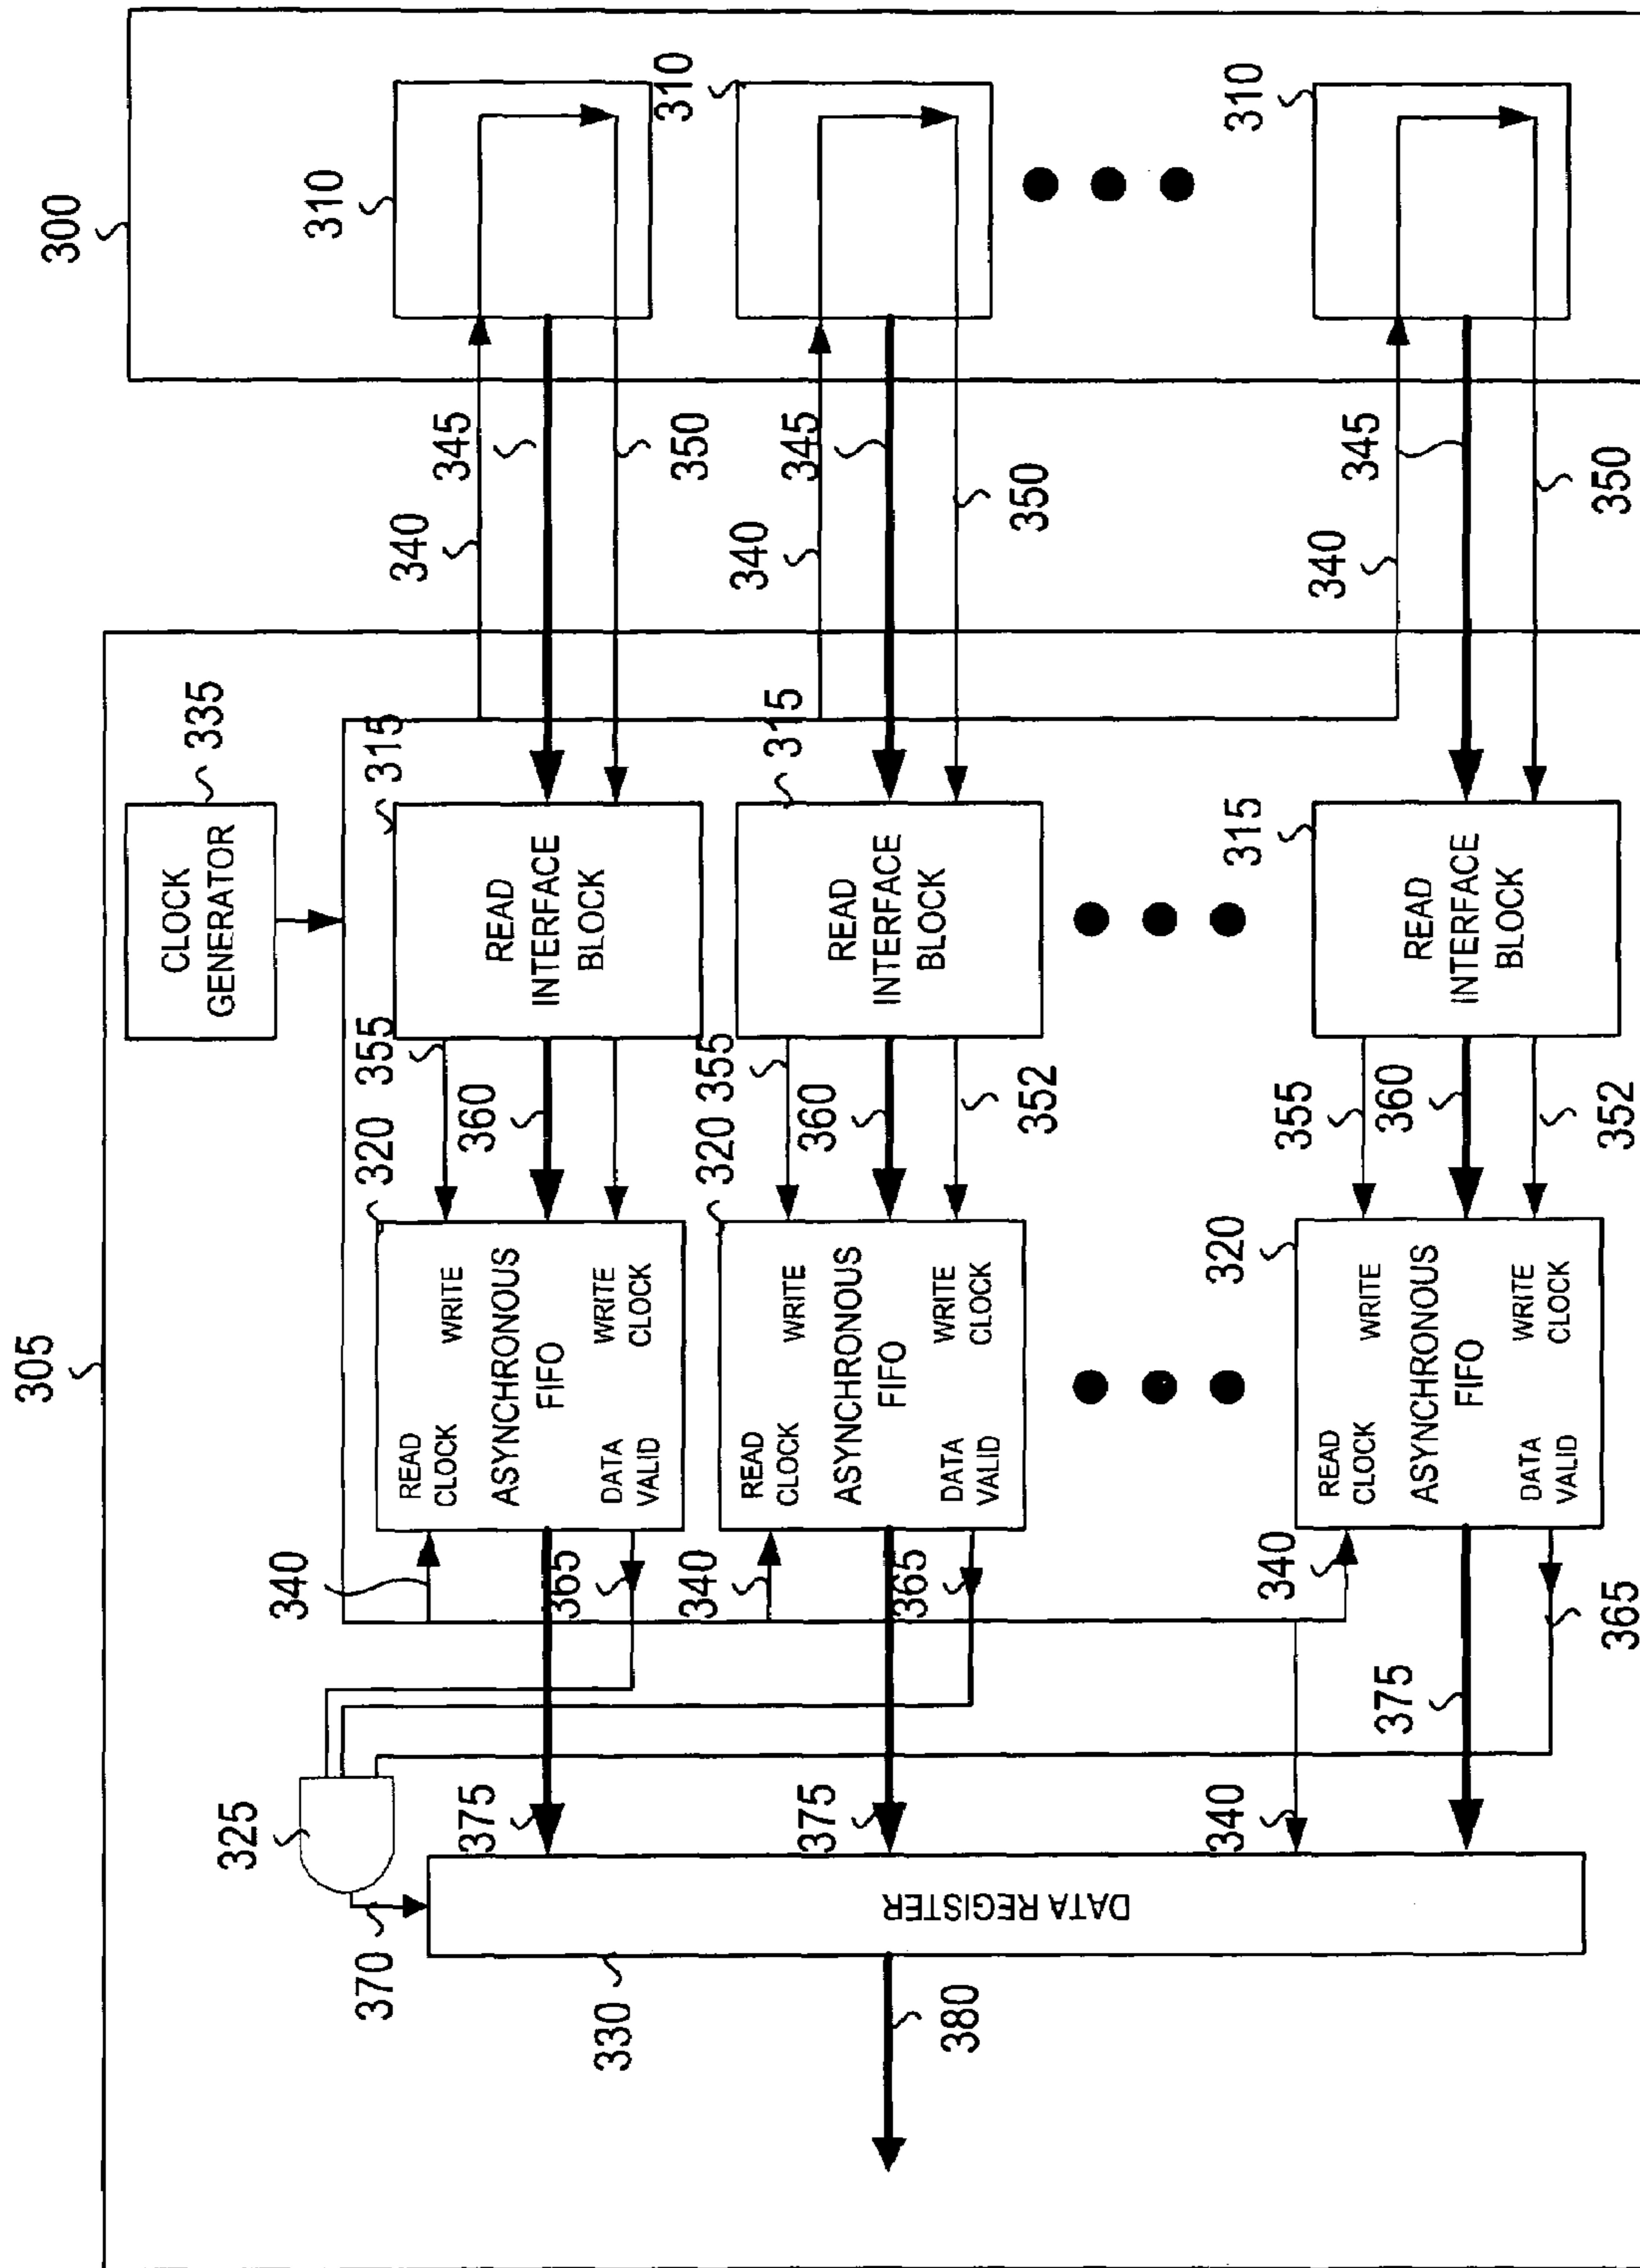 305
300
CLOCK
GENERATOR
335
310
310
310
340
345
350
340
345
350
340
345
350
315
READ
INTERFACE
BLOCK
315
READ
INTERFACE
BLOCK
315
READ
INTERFACE
BLOCK
355
360
355
360
352
355
360
352
320
READ
CLOCK
WRITE
ASYNCHRONOUS
FIFO
DATA
VALID
WRITE
CLOCK
320
READ
CLOCK
WRITE
ASYNCHRONOUS
FIFO
DATA
VALID
WRITE
CLOCK
320
READ
CLOCK
WRITE
ASYNCHRONOUS
FIFO
DATA
VALID
WRITE
CLOCK
340
365
340
365
340
365
325
370
375
375
340
375
DATA REGISTER
330
380